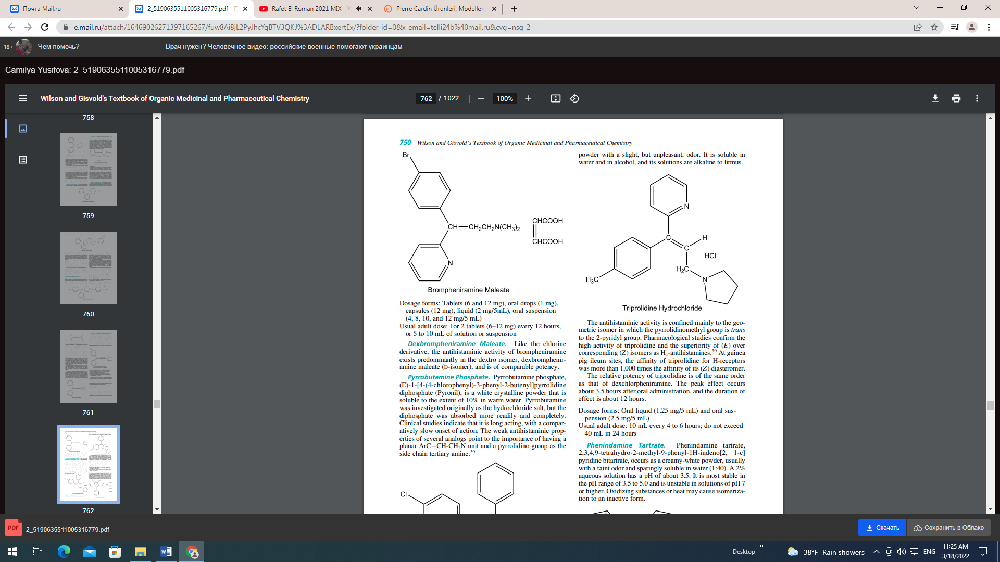 Почта Mail.ru
2_5190635511005316779.pdf - П
Rafet El Roman 2021 MIX - Y
Pierre Cardin Ürünleri, Modelleri
e.mail.ru/attach/16469026271397165267/fuw8Ai8jL2PyJhcYqBTV3QKJ%3ADLARBxertEx/?folder-id=0&x-email=telli24b%40mail.ru&cvg=nsg-2
18+
Чем помочь?
Врач нужен? Человечное видео: российские военные помогают украинцам
Camilya Yusifova: 2_5190635511005316779.pdf
Wilson and Gisvold's Textbook of Organic Medicinal and Pharmaceutical Chemistry
762 / 1022
100%
758
759
760
761
762
750 Wilson and Gisvold's Textbook of Organic Medicinal and Pharmaceutical Chemistry
Br
CH—CH2CH2N(CH3)2
CHCOOH
CHCOOH
N
Brompheniramine Maleate
Dosage forms: Tablets (6 and 12 mg), oral drops (1 mg),
capsules (12 mg), liquid (2 mg/5mL), oral suspension
(4, 8, 10, and 12 mg/5 mL)
Usual adult dose: 1or 2 tablets (6–12 mg) every 12 hours,
or 5 to 10 mL of solution or suspension
Dexbrompheniramine Maleate. Like the chlorine
derivative, the antihistaminic activity of brompheniramine
exists predominantly in the dextro isomer, dexbromphenir-
amine maleate (D-isomer), and is of comparable potency.
Pyrrobutamine Phosphate. Pyrrobutamine phosphate,
(E)-1-[4-(4-chlorophenyl)-3-phenyl-2-butenyl]pyrrolidine
diphosphate (Pyronil), is a white crystalline powder that is
soluble to the extent of 10% in warm water. Pyrrobutamine
was investigated originally as the hydrochloride salt, but the
diphosphate was absorbed more readily and completely.
Clinical studies indicate that it is long acting, with a compar-
atively slow onset of action. The weak antihistaminic prop-
erties of several analogs point to the importance of having a
planar ArC=CH-CH2N unit and a pyrrolidino group as the
side chain tertiary amine.39
Cl
powder with a slight, but unpleasant, odor. It is soluble in
water and in alcohol, and its solutions are alkaline to litmus.
N
C
H
C
HCl
H2C
H3C
N
Triprolidine Hydrochloride
The antihistaminic activity is confined mainly to the geo-
metric isomer in which the pyrrolidinomethyl group is trans
to the 2-pyridyl group. Pharmacological studies confirm the
high activity of triprolidine and the superiority of (E) over
corresponding (Z) isomers as H1-antihistamines.39 At guinea
pig ileum sites, the affinity of triprolidine for H-receptors
was more than 1,000 times the affinity of its (Z) diasteromer.
The relative potency of triprolidine is of the same order
as that of dexchlorpheniramine. The peak effect occurs
about 3.5 hours after oral administration, and the duration of
effect is about 12 hours.
Dosage forms: Oral liquid (1.25 mg/5 mL) and oral sus-
pension (2.5 mg/5 mL)
Usual adult dose: 10 mL every 4 to 6 hours; do not exceed
40 mL in 24 hours
Phenindamine Tartrate. Phenindamine tartrate,
2,3,4,9-tetrahydro-2-methyl-9-phenyl-1H-indeno[2, 1-c]
pyridine bitartrate, occurs as a creamy-white powder, usually
with a faint odor and sparingly soluble in water (1:40). A 2%
aqueous solution has a pH of about 3.5. It is most stable in
the pH range of 3.5 to 5.0 and is unstable in solutions of pH 7
or higher. Oxidizing substances or heat may cause isomeriza-
tion to an inactive form.
PDF
2_5190635511005316779.pdf
Скачать
Сохранить в Облако
Desktop
38°F Rain showers
ENG
11:25 AM
3/18/2022